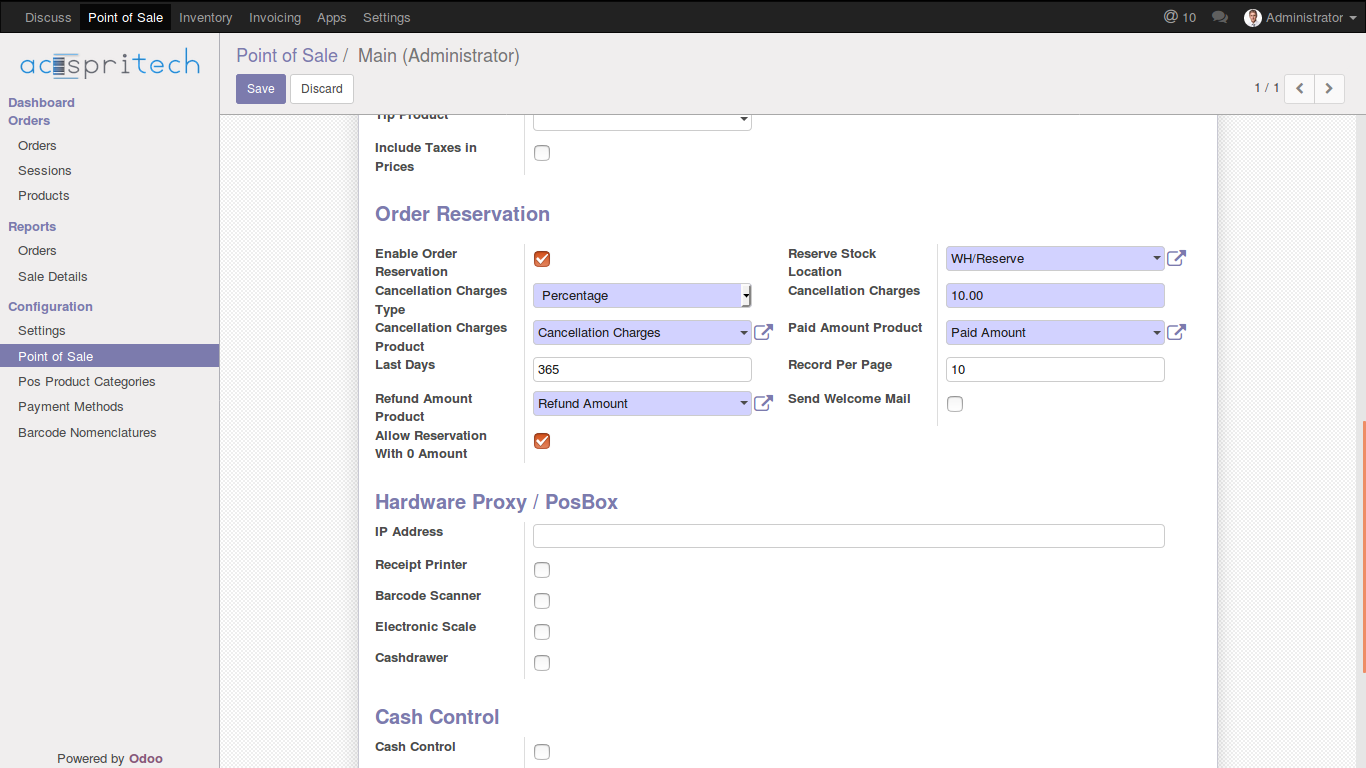 Discuss Point of Sale Inventory Invoicing Apps Settings @ 10 Administrator
acespritech
Dashboard
Orders
Orders
Sessions
Products
Reports
Orders
Sale Details
Configuration
Settings
Point of Sale
Pos Product Categories
Payment Methods
Barcode Nomenclatures
Powered by Odoo
Point of Sale / Main (Administrator)
Save Discard 1 / 1
Tip Product
Include Taxes in
Prices
Order Reservation
Enable Order
Reservation
Reserve Stock
Location
WH/Reserve
Cancellation Charges
Type
Percentage
Cancellation Charges
10.00
Cancellation Charges
Product
Cancellation Charges
Paid Amount Product
Paid Amount
Last Days
365
Record Per Page
10
Refund Amount
Product
Refund Amount
Send Welcome Mail
Allow Reservation
With 0 Amount
Hardware Proxy / PosBox
IP Address
Receipt Printer
Barcode Scanner
Electronic Scale
Cashdrawer
Cash Control
Cash Control